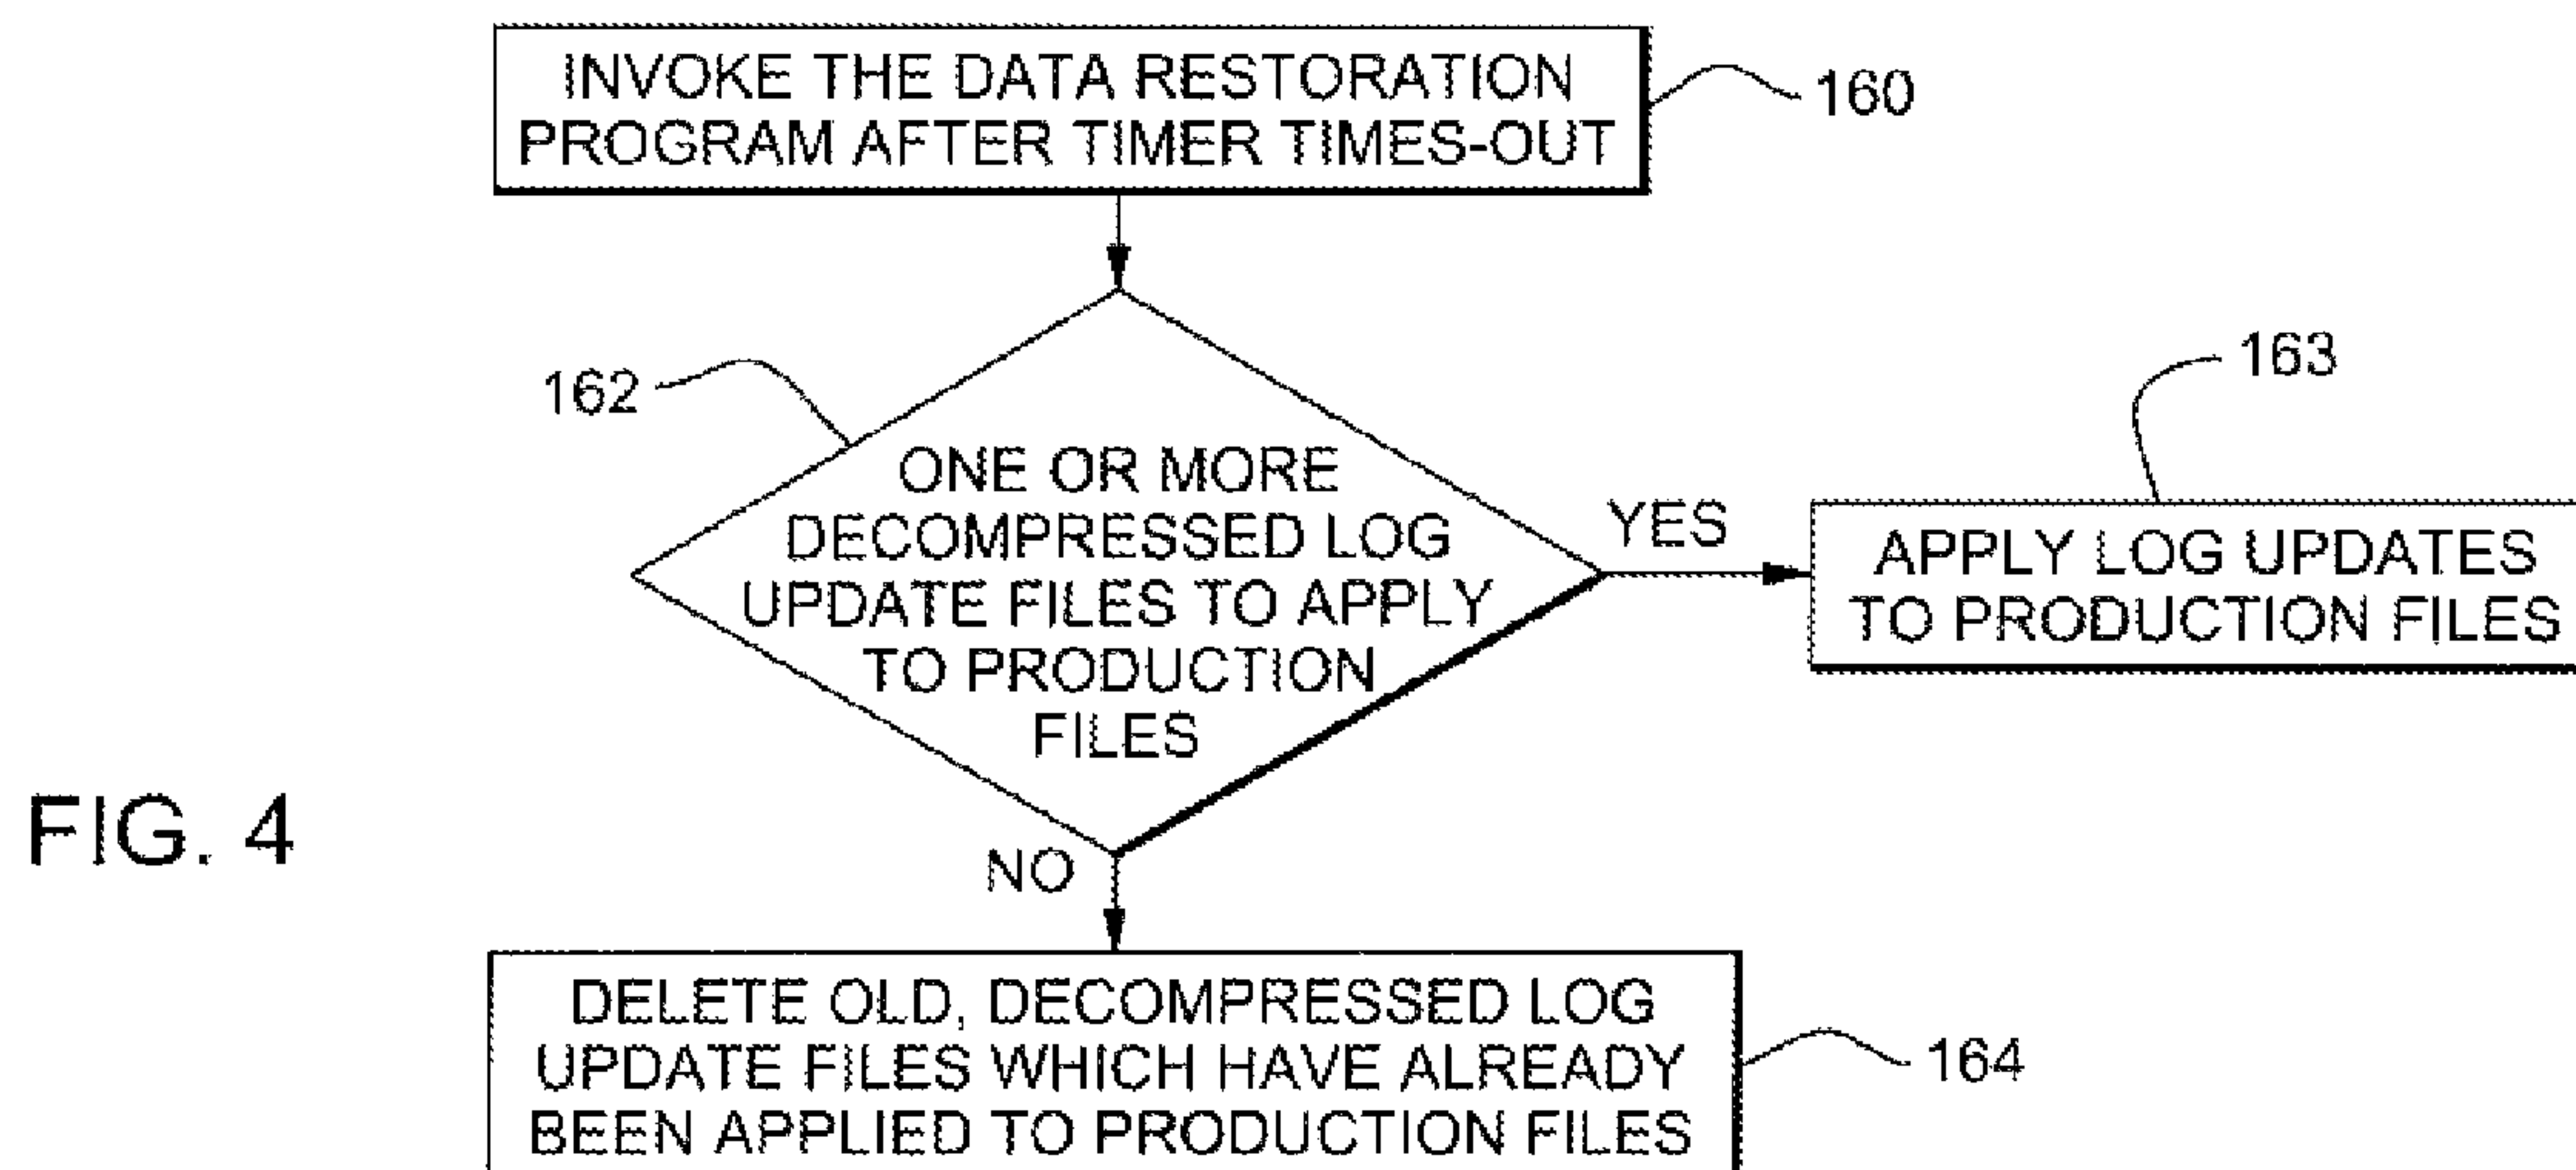 INVOKE THE DATA RESTORATION
PROGRAM AFTER TIMER TIMES-OUT
160
162
ONE OR MORE
DECOMPRESSED LOG
UPDATE FILES TO APPLY
TO PRODUCTION
FILES
YES
163
APPLY LOG UPDATES
TO PRODUCTION FILES
FIG. 4
NO
DELETE OLD, DECOMPRESSED LOG
UPDATE FILES WHICH HAVE ALREADY
BEEN APPLIED TO PRODUCTION FILES
164